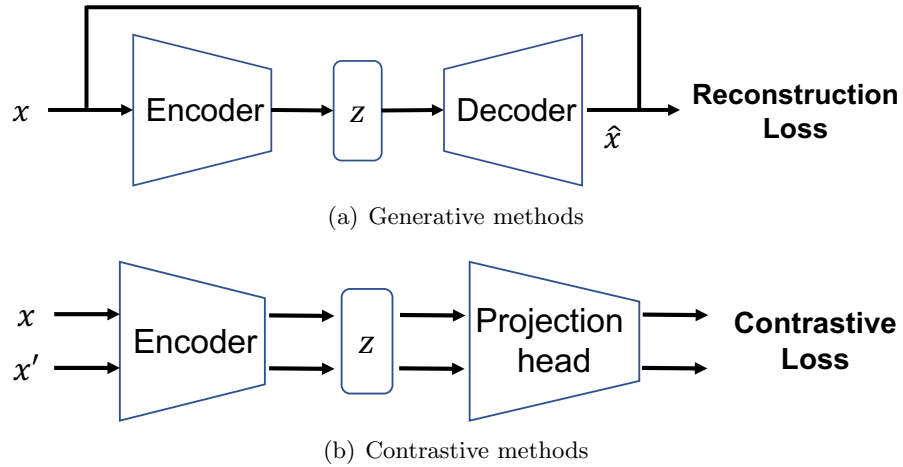 x
Encoder
z
Decoder
x̂
Reconstruction
Loss
(a) Generative methods
x
x′
Encoder
z
Projection
head
Contrastive
Loss
(b) Contrastive methods